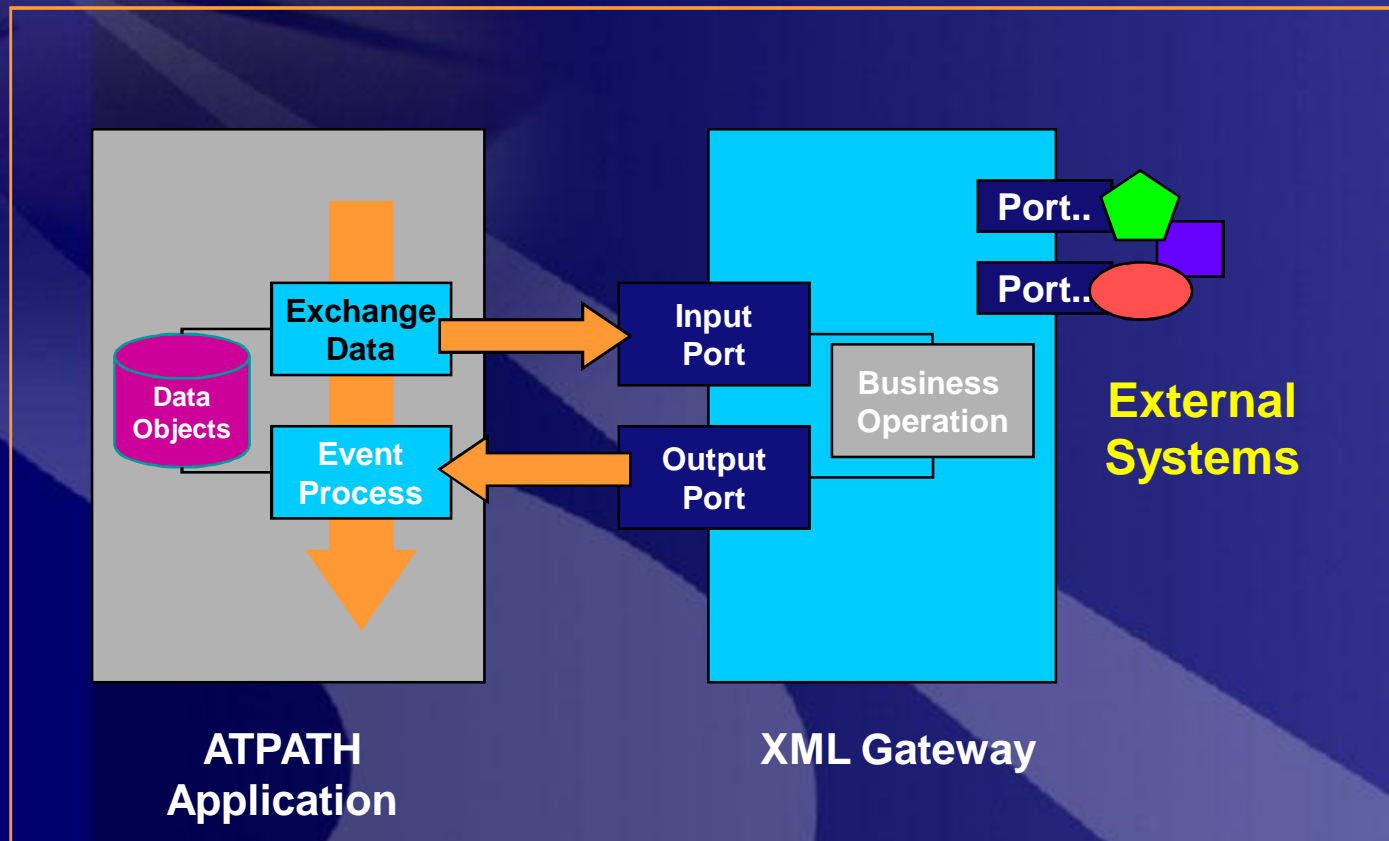 Port..
Port..
Exchange
Data
Input
Port
Data
Objects
Business
Operation
External
Systems
Event
Process
Output
Port
ATPATH
Application
XML Gateway